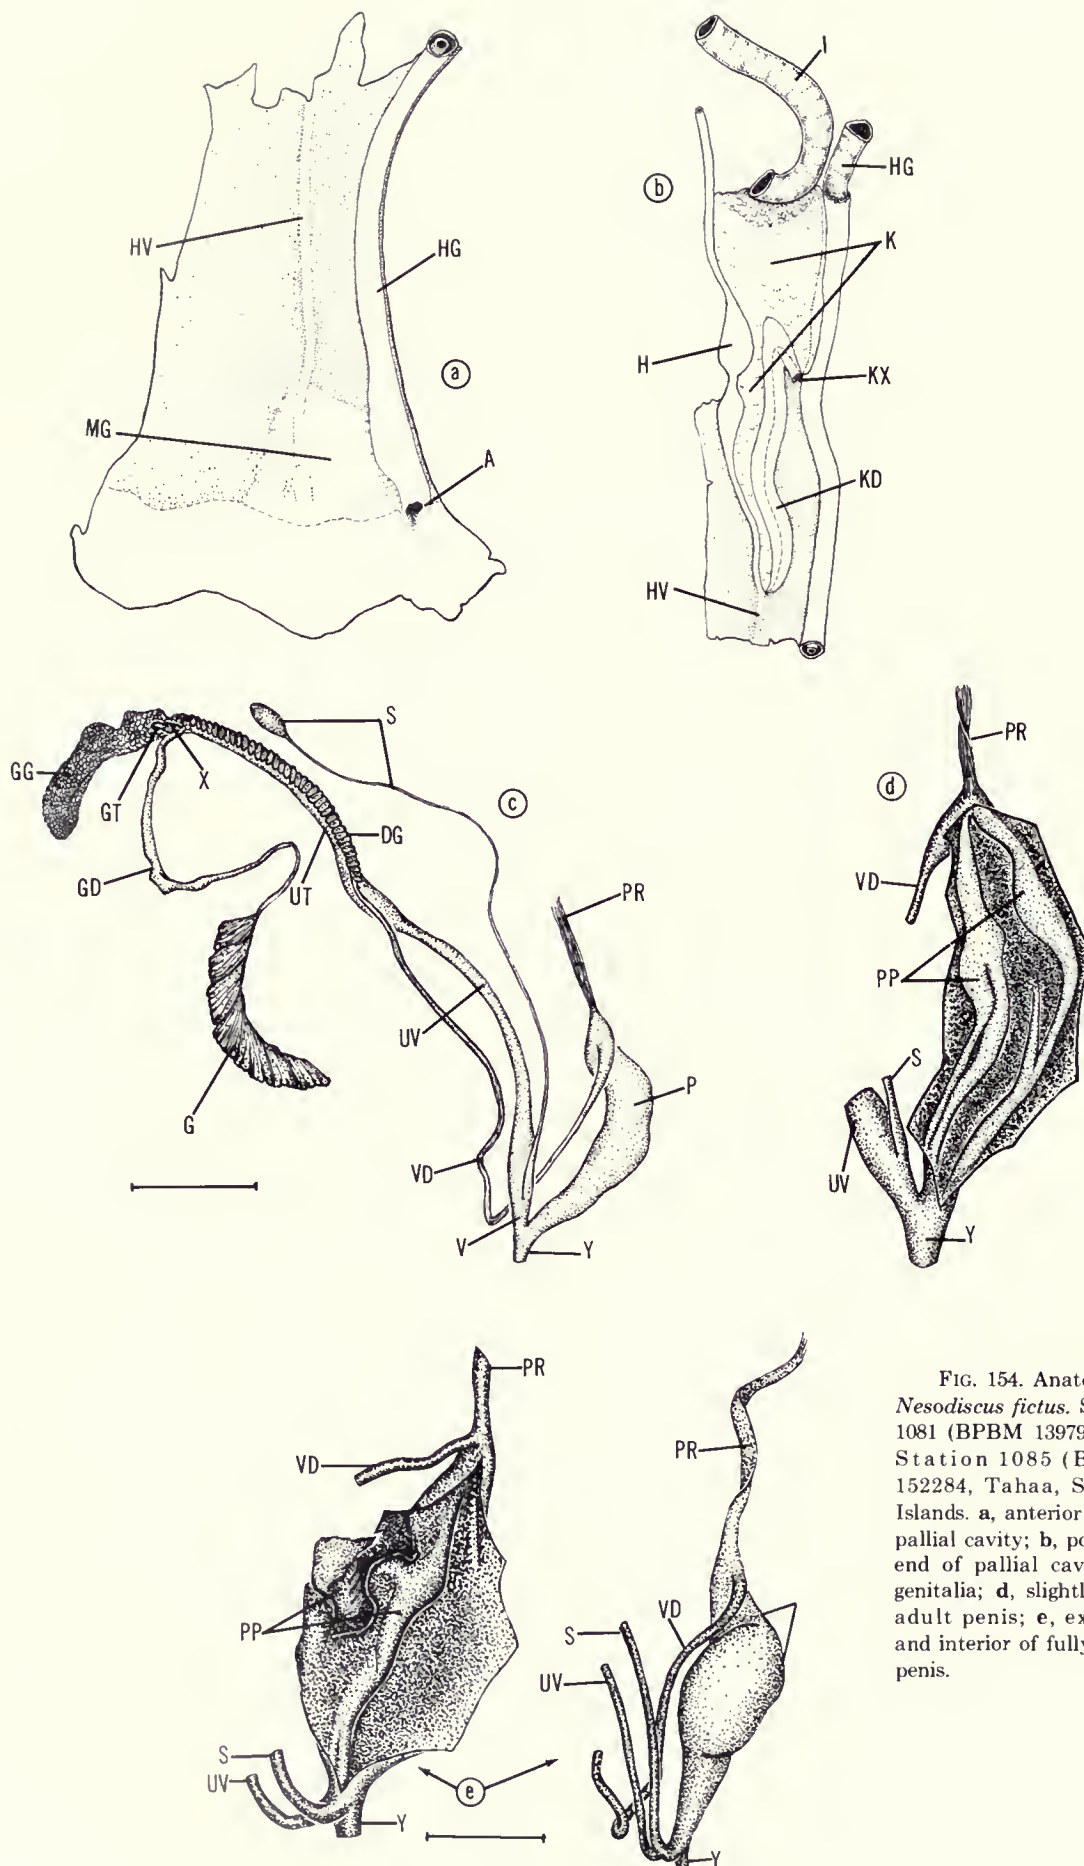 I
HG
b
K
HV
HG
H
a
KX
MG
A
KD
HV
S
PR
GG
X
d
GT
c
DG
PR
GD
UT
VD
PP
UV
S
P
G
VD
UV
V
Y
Y
PR
FIG. 154. Anato
Nesodiscus fictus. S
1081 (BPBM 13979
Station 1085 (B
152284, Tahaa, S
Islands. a, anterior
pallial cavity; b, po
end of pallial cav
genitalia; d, slightl
adult penis; e, ex
and interior of fully
penis.
VD
PR
PP
S
VD
UV
S
UV
e
Y
Y